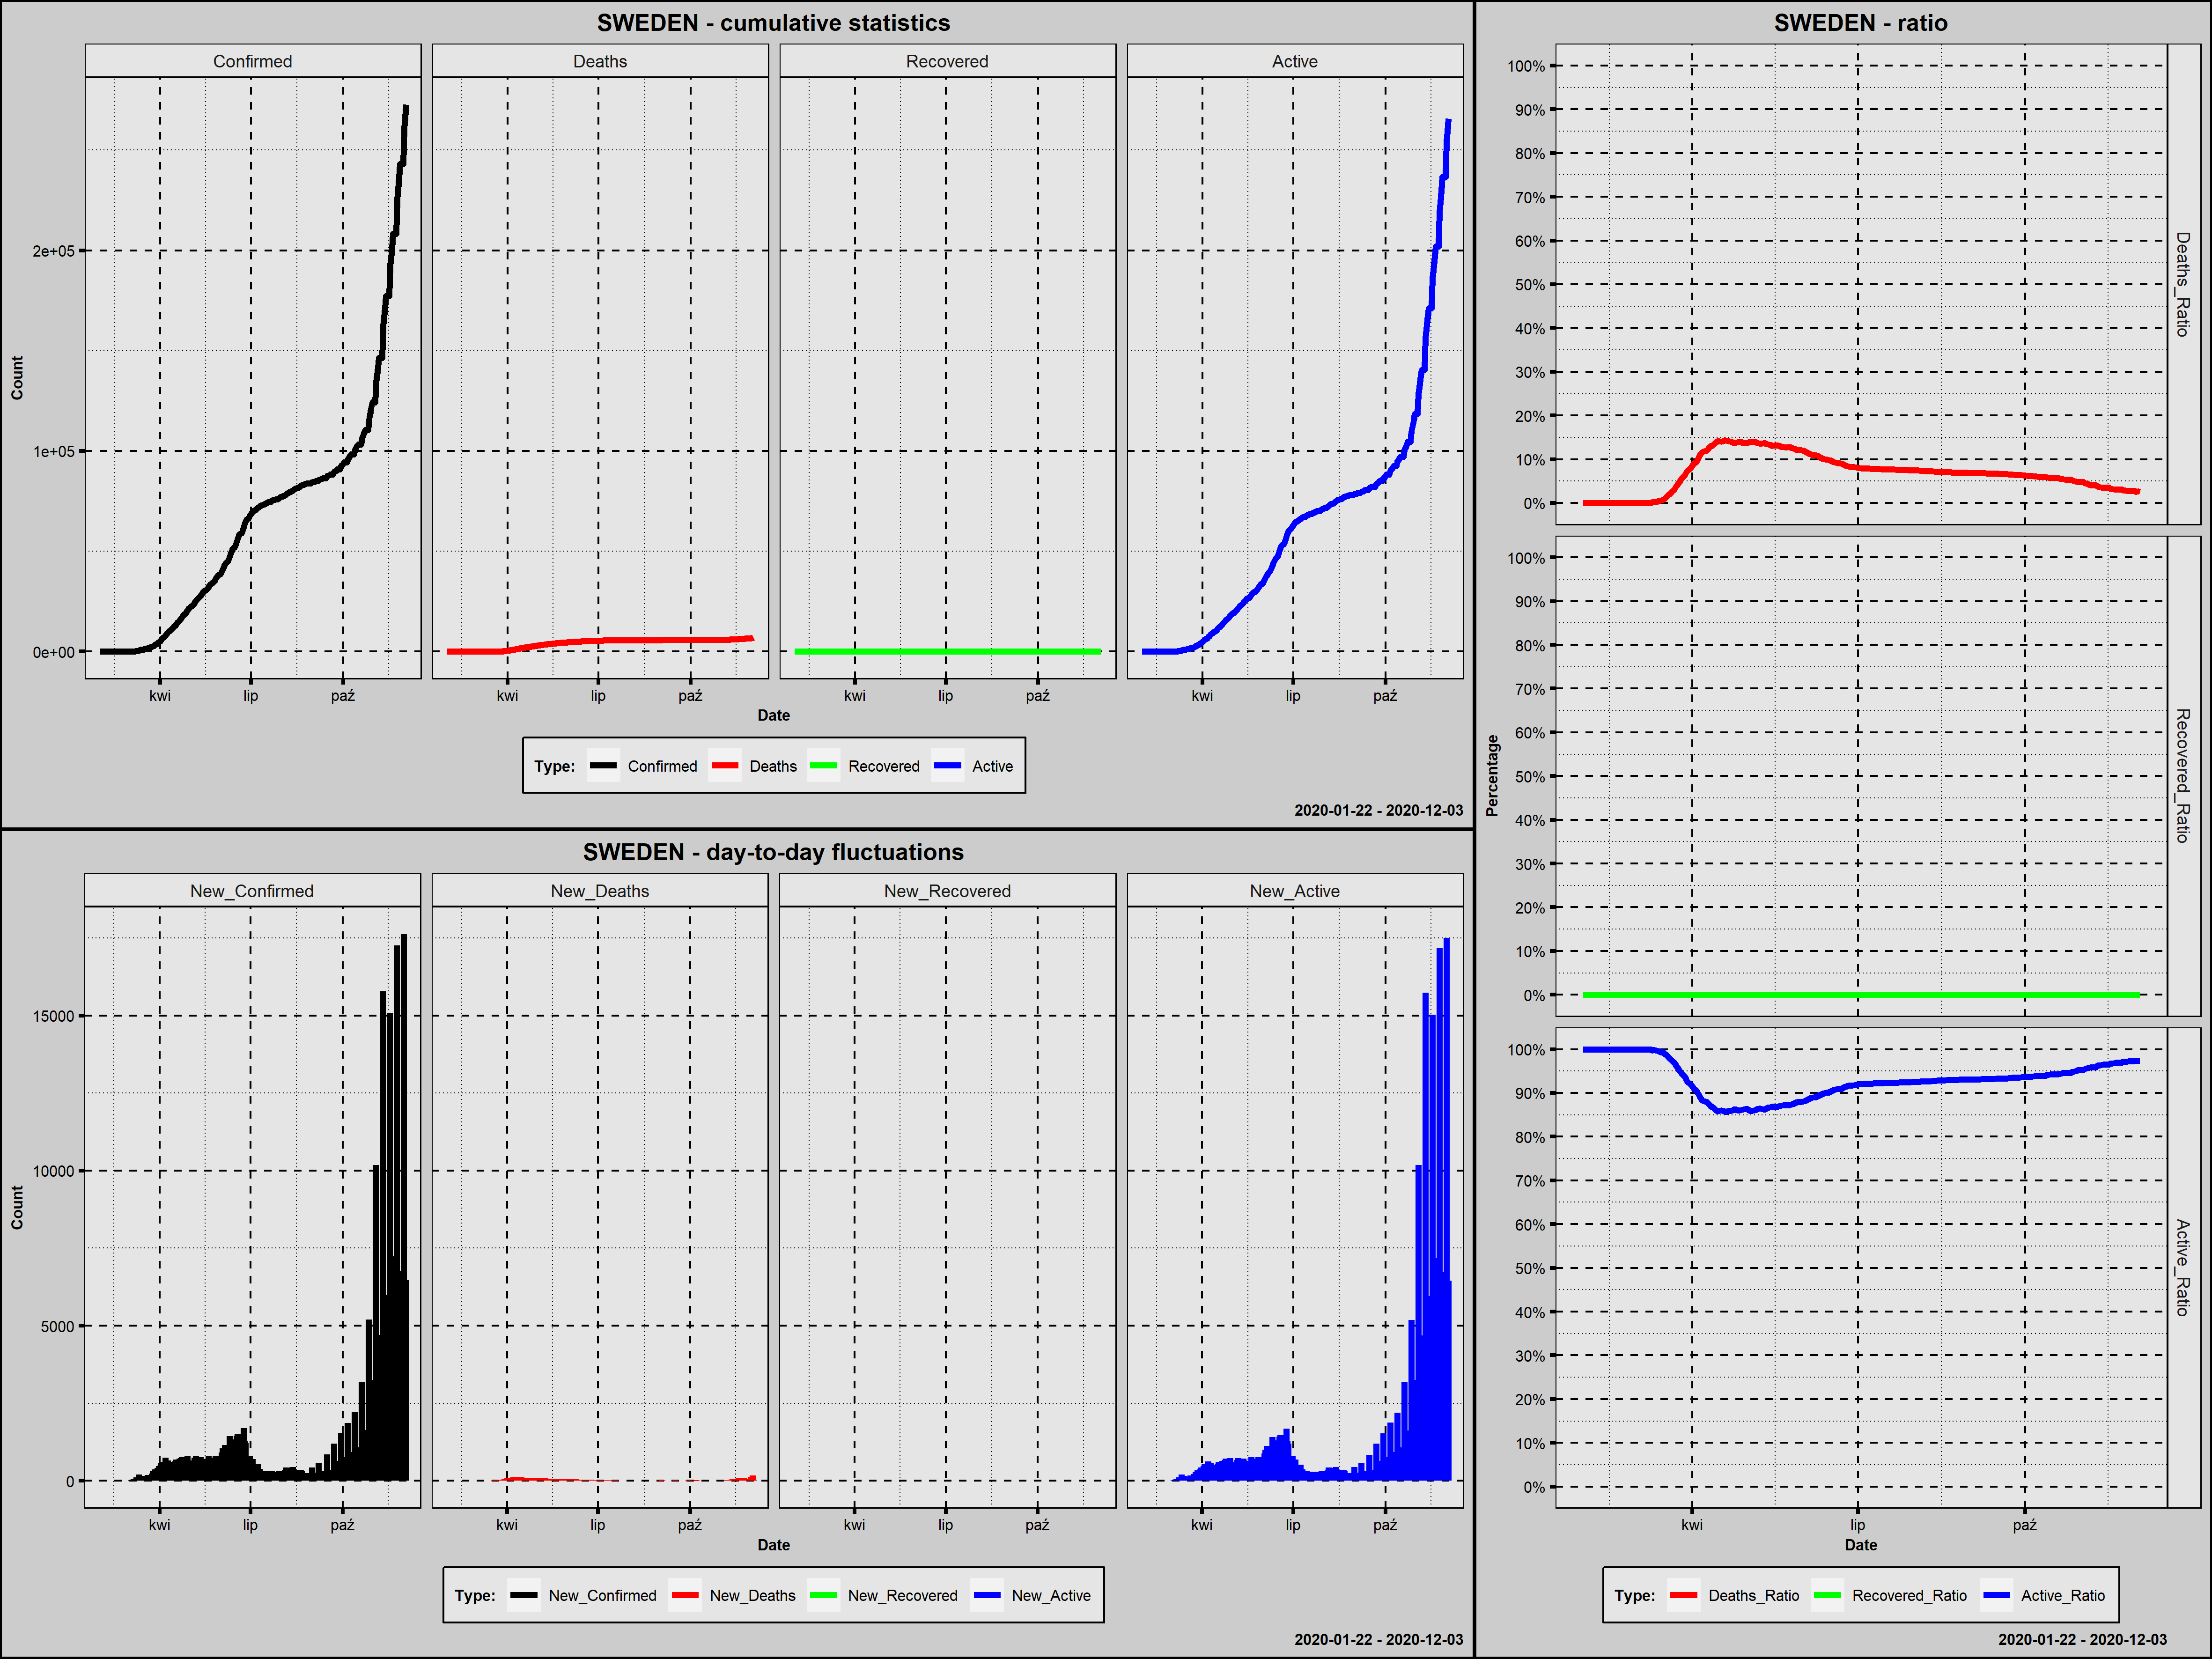 SWEDEN - cumulative statistics
Confirmed Deaths Recovered Active
Count
2e+05
1e+05
0e+00
kwi lip paź kwi lip paź kwi lip paź kwi lip paź
Date
Type: Confirmed Deaths Recovered Active
2020-01-22 - 2020-12-03
SWEDEN - day-to-day fluctuations
New_Confirmed New_Deaths New_Recovered New_Active
Count
15000
10000
5000
0
kwi lip paź kwi lip paź kwi lip paź kwi lip paź
Date
Type: New_Confirmed New_Deaths New_Recovered New_Active
2020-01-22 - 2020-12-03
SWEDEN - ratio
Percentage
100%
90%
80%
70%
60%
50%
40%
30%
20%
10%
0%
Deaths_Ratio
100%
90%
80%
70%
60%
50%
40%
30%
20%
10%
0%
Recovered_Ratio
100%
90%
80%
70%
60%
50%
40%
30%
20%
10%
0%
Active_Ratio
kwi lip paź
Date
Type: Deaths_Ratio Recovered_Ratio Active_Ratio
2020-01-22 - 2020-12-03